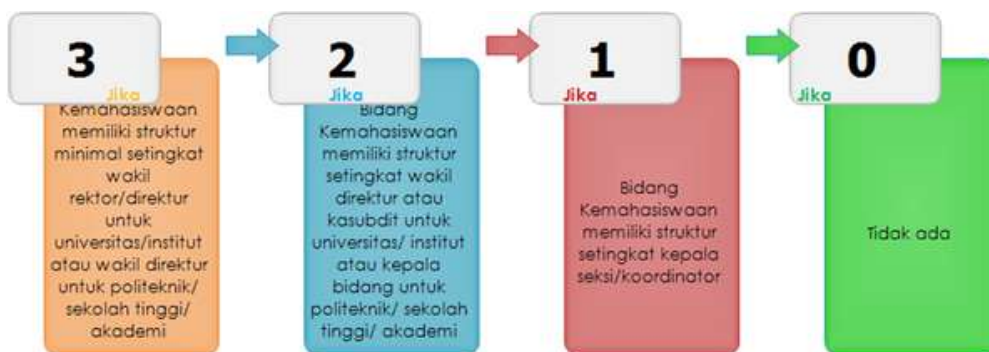 3
Jika
Kemahasiswaan
memiliki struktur
minimal setingkat
wakil
rektor/direktur
untuk
universitas/institut
atau wakil direktur
untuk politeknik/
sekolah tinggi/
akademi
2
Jika
Bidang
Kemahasiswaan
memiliki struktur
setingkat wakil
direktur atau
kasubdit untuk
universitas/ institut
atau kepala
bidang untuk
politeknik/ sekolah
tinggi/ akademi
1
Jika
Bidang
Kemahasiswaan
memiliki struktur
setingkat kepala
seksi/koordinator
0
Jika
Tidak ada